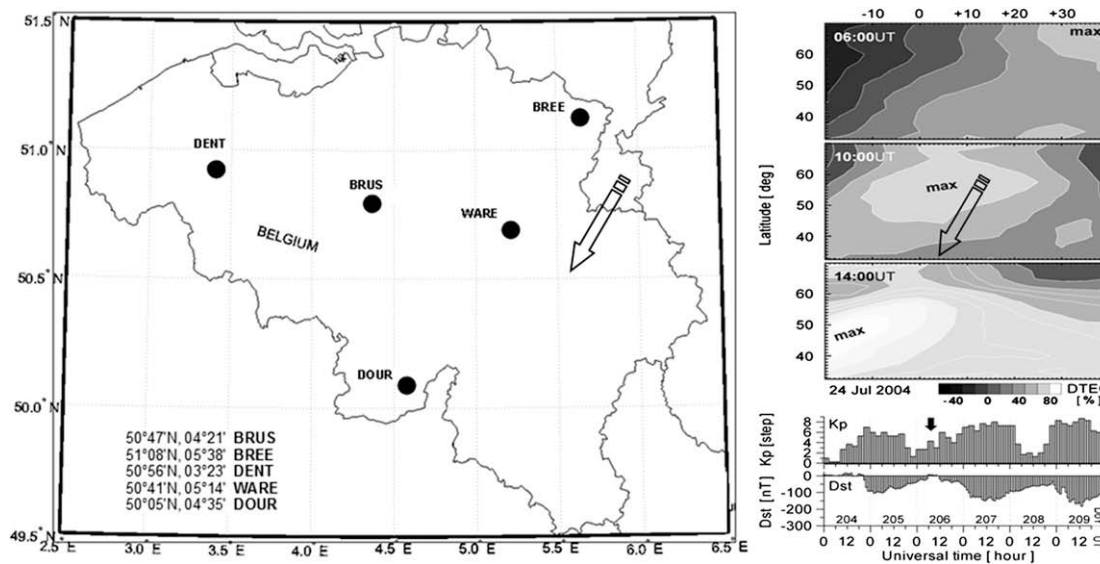 51.5°N
51.0°N
50.5°N
50.0°N
49.5°N
2.5°E
3.0°E
3.5°E
4.0°E
4.5°E
5.0°E
5.5°E
6.0°E
6.5°E
BREE
DENT
BRUS
WARE
BELGIUM
DOUR
50°47'N, 04°21' BRUS
51°08'N, 05°38' BREE
50°56'N, 03°23' DENT
50°41'N, 05°14' WARE
50°05'N, 04°35' DOUR
-10 0 +10 +20 +30
06:00UT
max
60
50
40
10:00UT
max
60
50
40
Latitude [ deg]
14:00UT
max
60
50
40
24 Jul 2004
DTEC
-40 0 40 80 [ %]
Kp [step]
8
6
4
2
0
Kp
Dst [nT]
0
-100
-200
-300
Dst
204 205 206 207 208 209
0 12 0 12 0 12 0 12 0 12 0 12 0
Universal time [ hour]